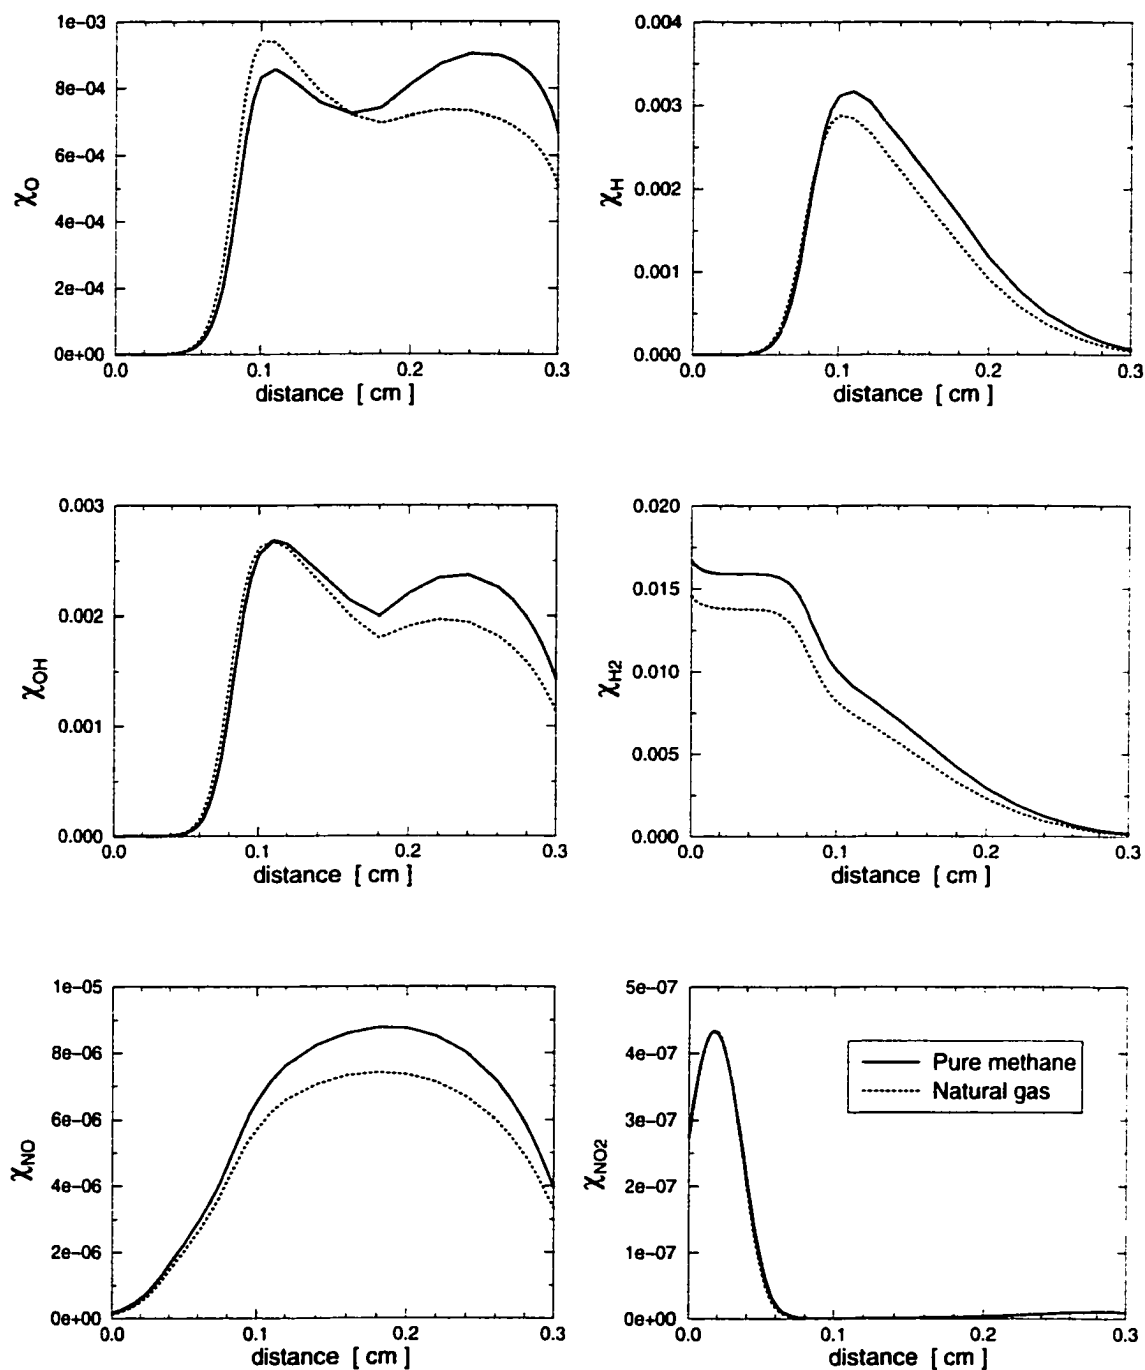 1e−03
8e−04
6e−04
4e−04
2e−04
0e+00
χO
0.0
0.1
0.2
0.3
distance [ cm ]
0.004
0.003
0.002
0.001
0.000
χH
0.0
0.1
0.2
0.3
distance [ cm ]
0.003
0.002
0.001
0.000
χOH
0.0
0.1
0.2
0.3
distance [ cm ]
0.020
0.015
0.010
0.005
0.000
χH2
0.0
0.1
0.2
0.3
distance [ cm ]
1e−05
8e−06
6e−06
4e−06
2e−06
0e+00
χNO
0.0
0.1
0.2
0.3
distance [ cm ]
5e−07
4e−07
3e−07
2e−07
1e−07
0e+00
χNO2
Pure methane
Natural gas
0.0
0.1
0.2
0.3
distance [ cm ]